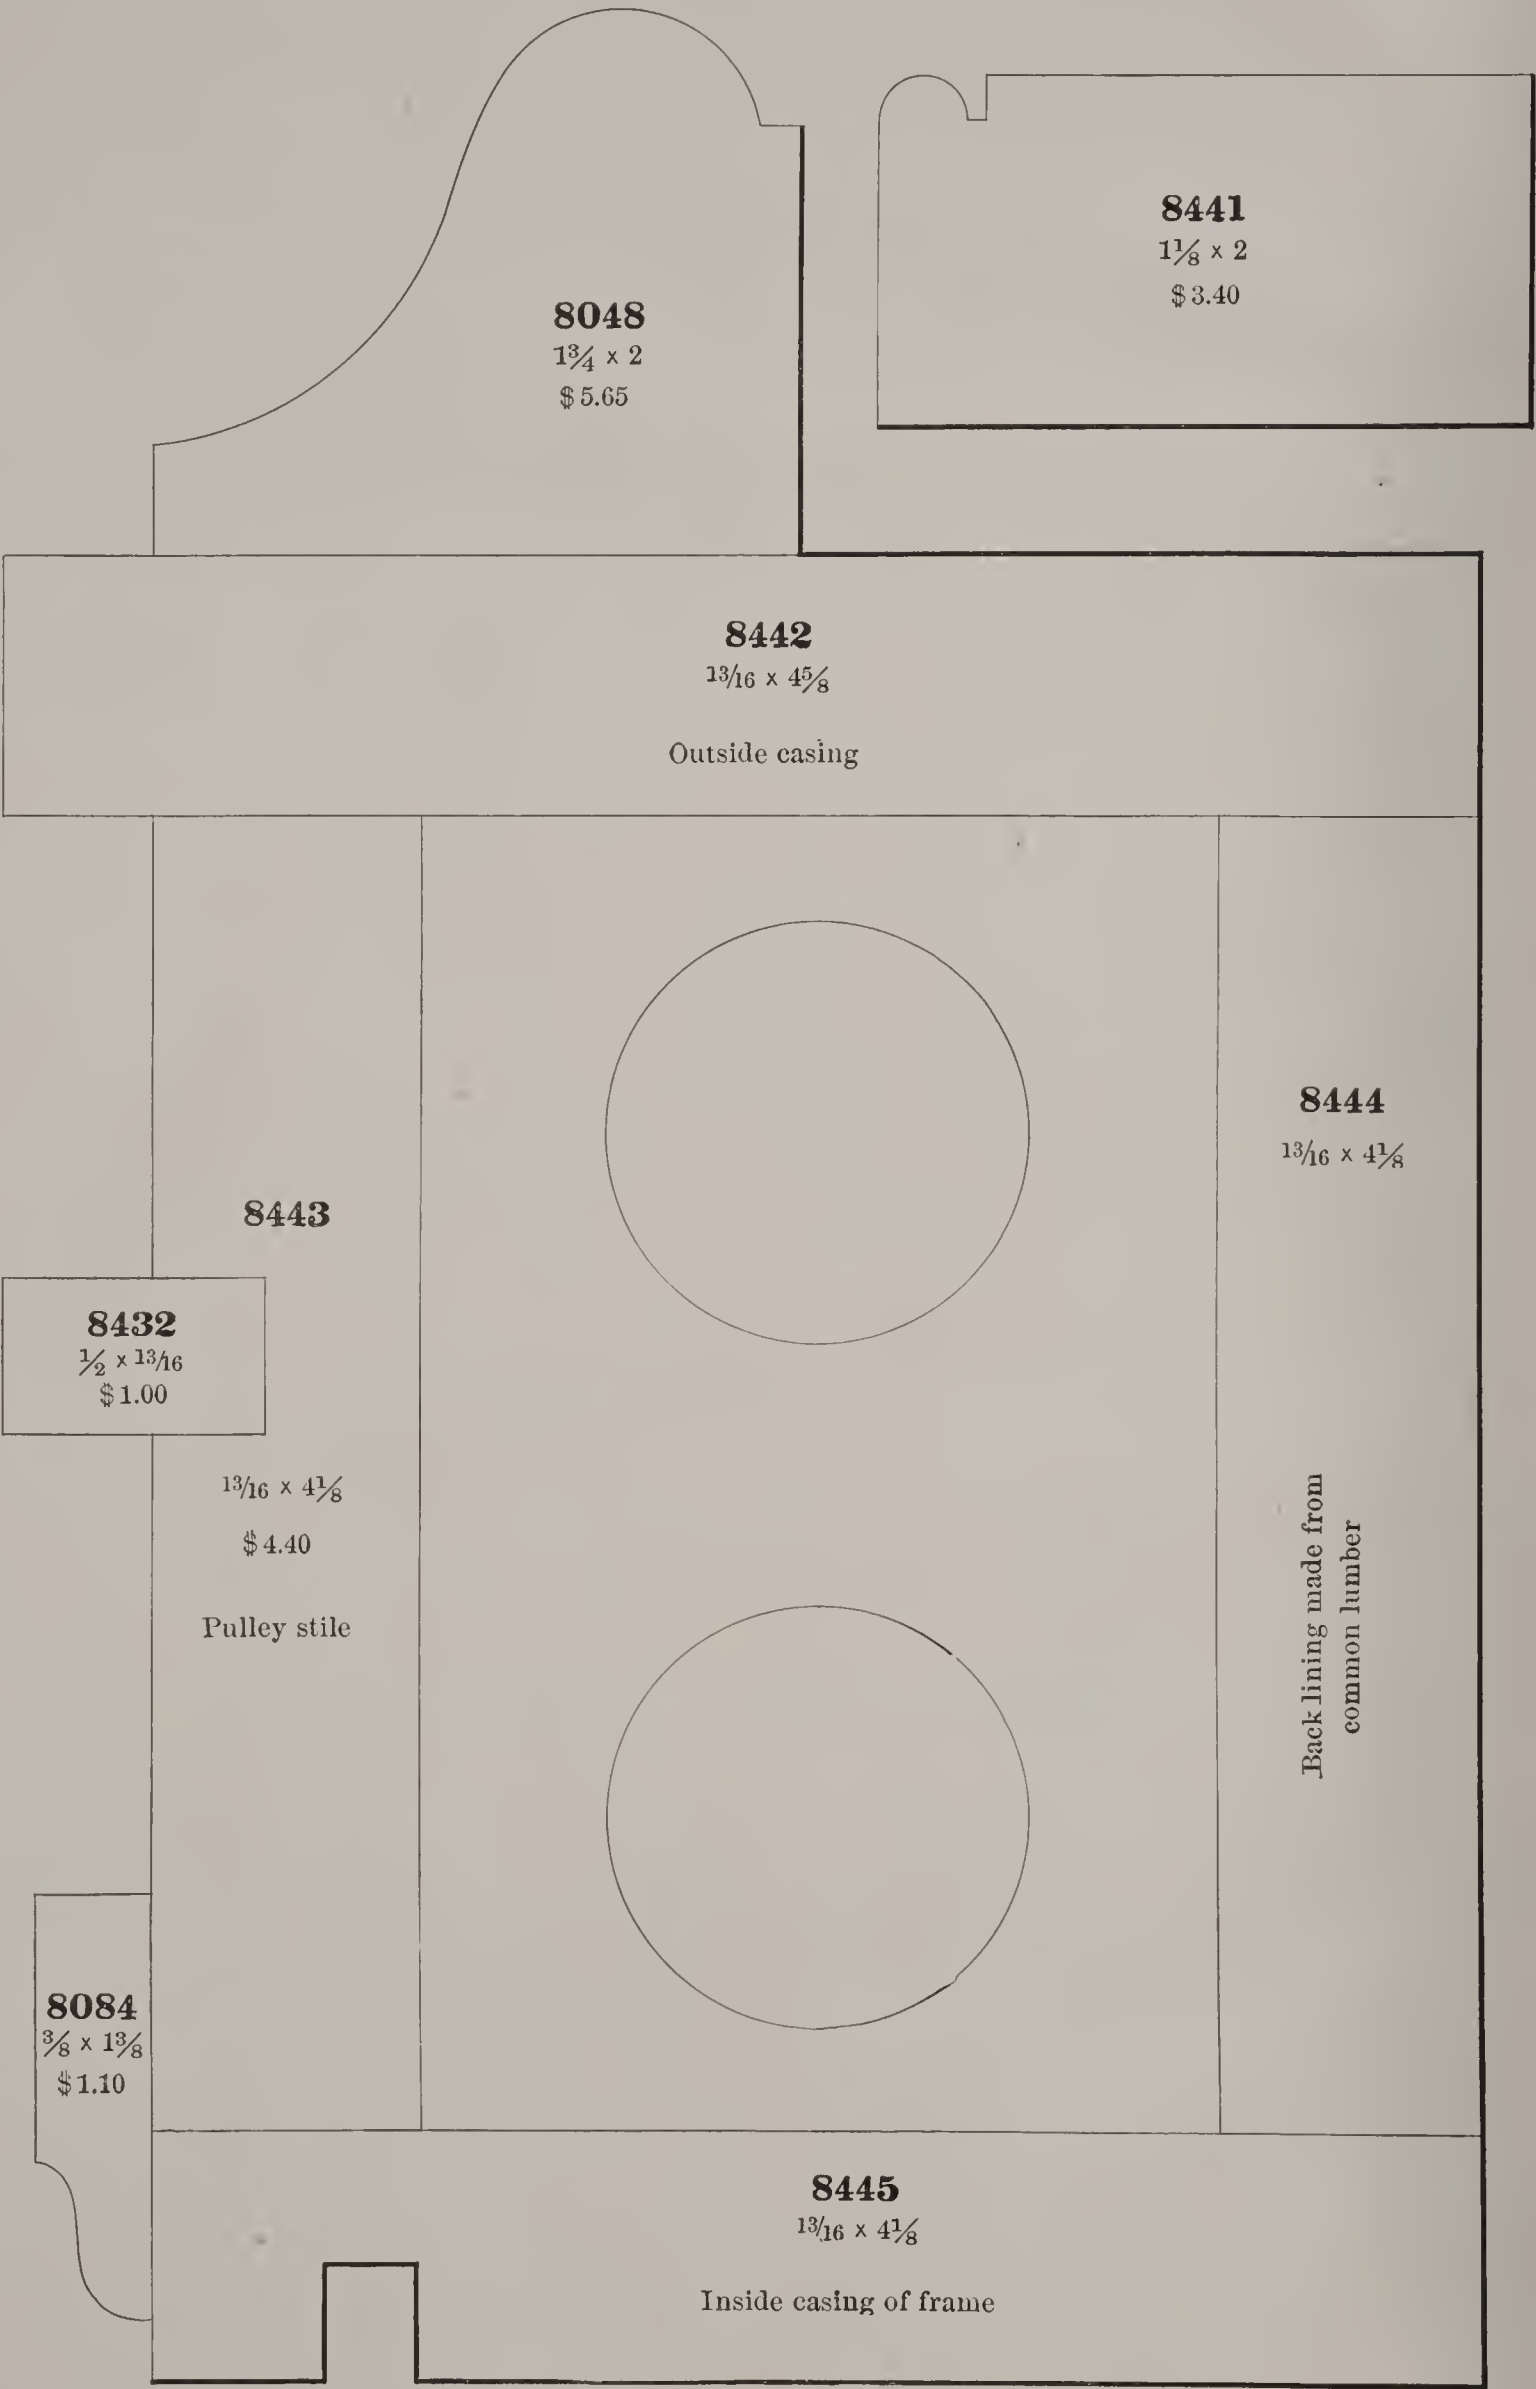 8441
1⅛ x 2
$3.40
8048
1¾ x 2
$5.65
8442
13/16 x 4⅝
Outside casing
8444
13/16 x 4⅛
8443
8432
½ x 13/16
$1.00
13/16 x 4⅛
$4.40
Pulley stile
Back lining made from
common lumber
8084
⅜ x 1⅜
$1.10
8445
13/16 x 4⅛
Inside casing of frame